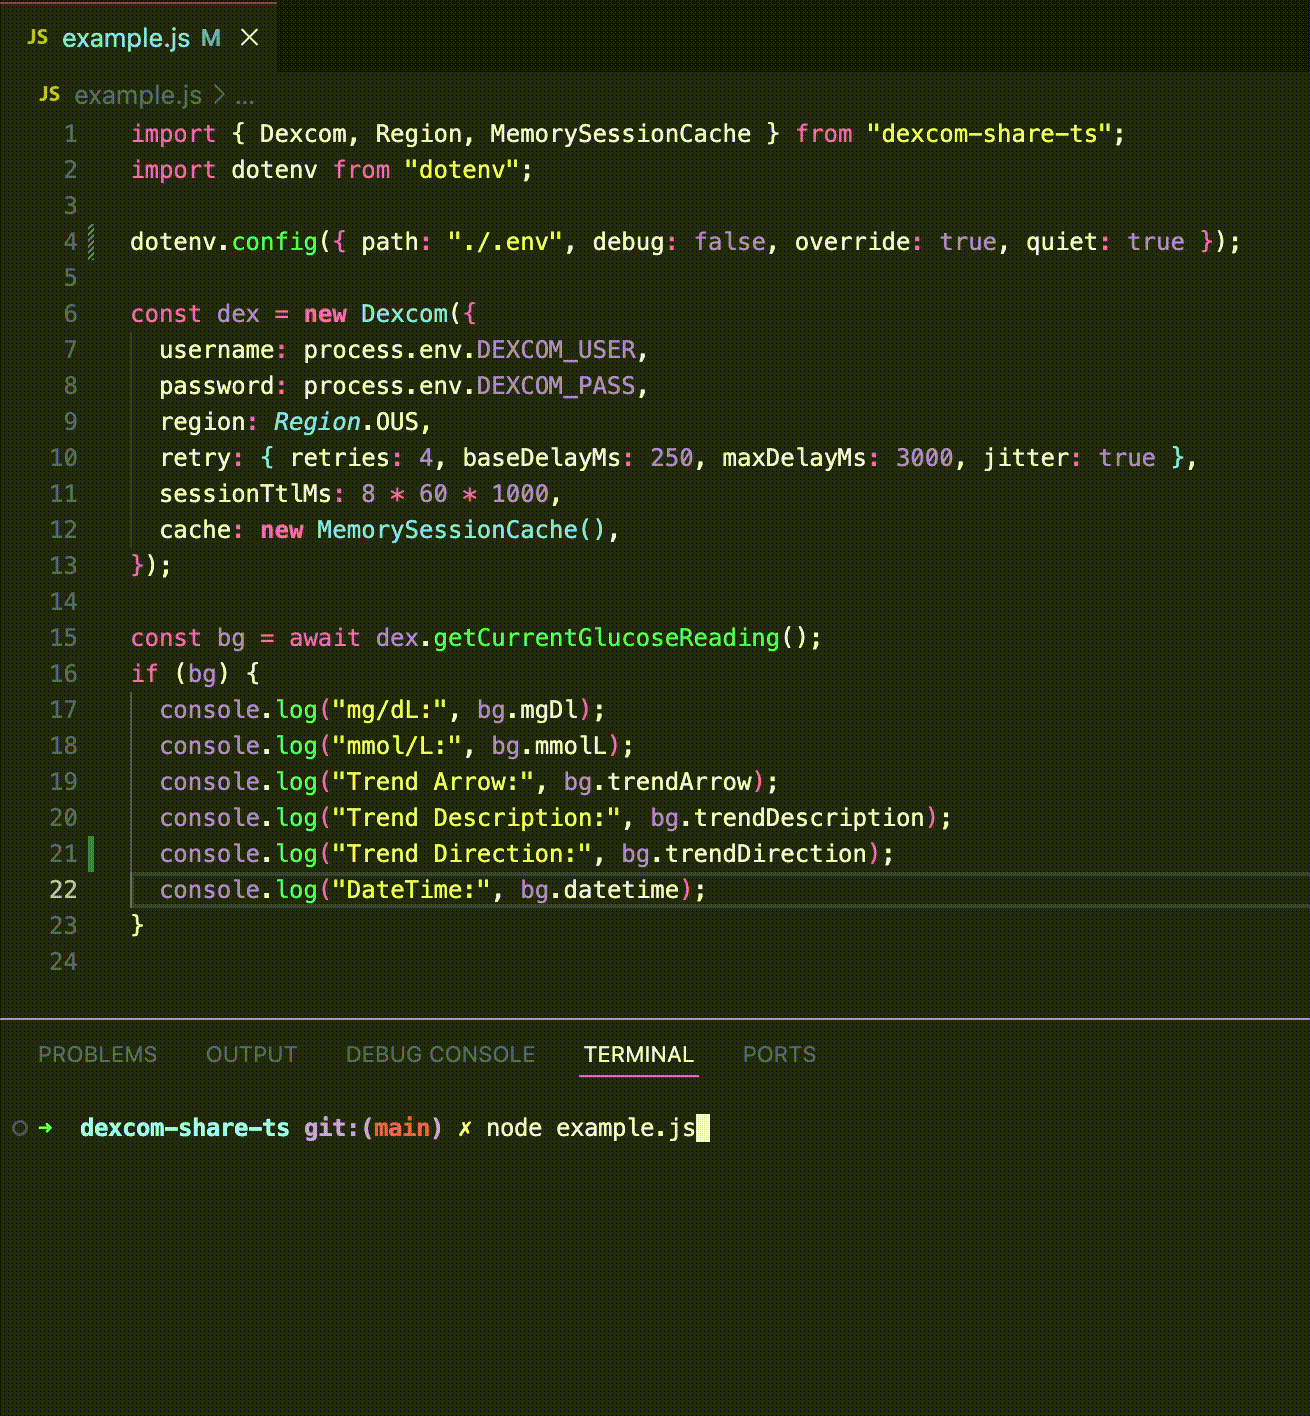 JS example.js M ×
JS example.js > ...
1 import { Dexcom, Region, MemorySessionCache } from "dexcom-share-ts";
2 import dotenv from "dotenv";
3
4 dotenv.config({ path: "./.env", debug: false, override: true, quiet: true });
5
6 const dex = new Dexcom({
7   username: process.env.DEXCOM_USER,
8   password: process.env.DEXCOM_PASS,
9   region: Region.OUS,
10   retry: { retries: 4, baseDelayMs: 250, maxDelayMs: 3000, jitter: true },
11   sessionTtlMs: 8 * 60 * 1000,
12   cache: new MemorySessionCache(),
13 });
14
15 const bg = await dex.getCurrentGlucoseReading();
16 if (bg) {
17   console.log("mg/dL:", bg.mgDl);
18   console.log("mmol/L:", bg.mmolL);
19   console.log("Trend Arrow:", bg.trendArrow);
20   console.log("Trend Description:", bg.trendDescription);
21   console.log("Trend Direction:", bg.trendDirection);
22   console.log("DateTime:", bg.datetime);
23 }
24
PROBLEMS OUTPUT DEBUG CONSOLE TERMINAL PORTS
○ ➜ dexcom-share-ts git:(main) ✗ node example.js